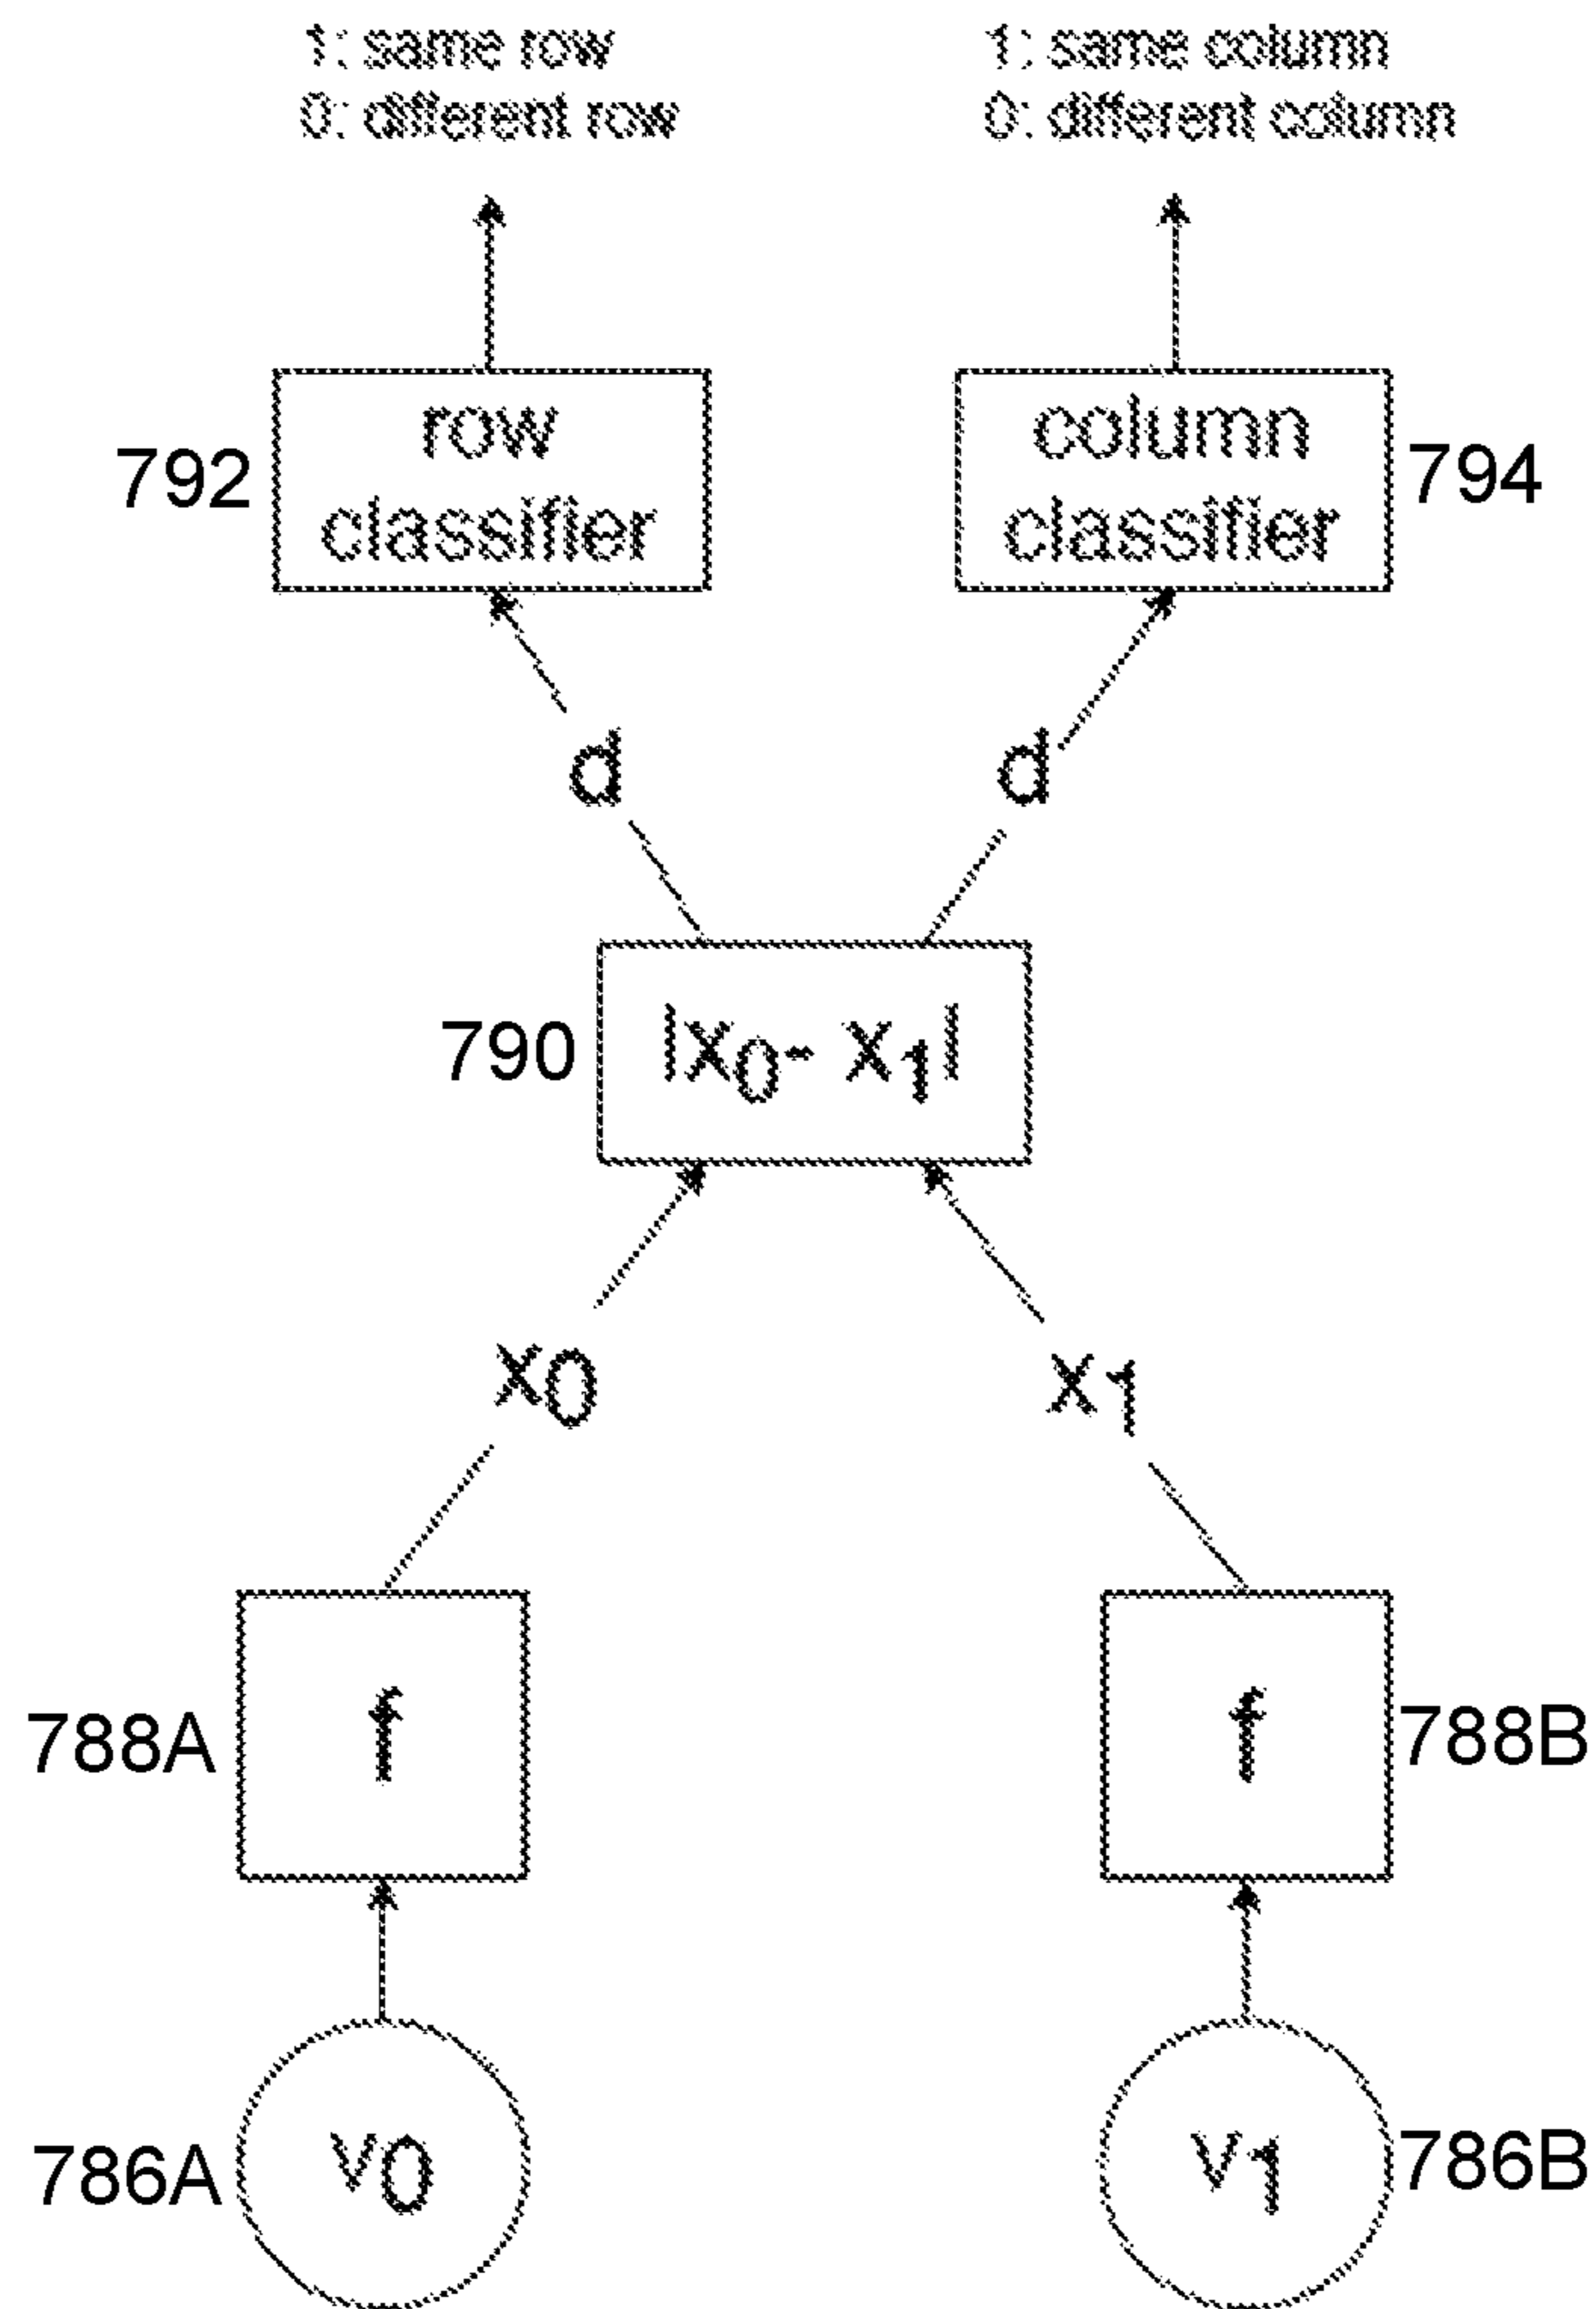 1: same row
0: different row
1: same column
0: different column
792
row
classifier
column
classifier
794
d
d
790
|x0- x1|
x0
x1
788A
f
f
788B
786A
v0
v1
786B